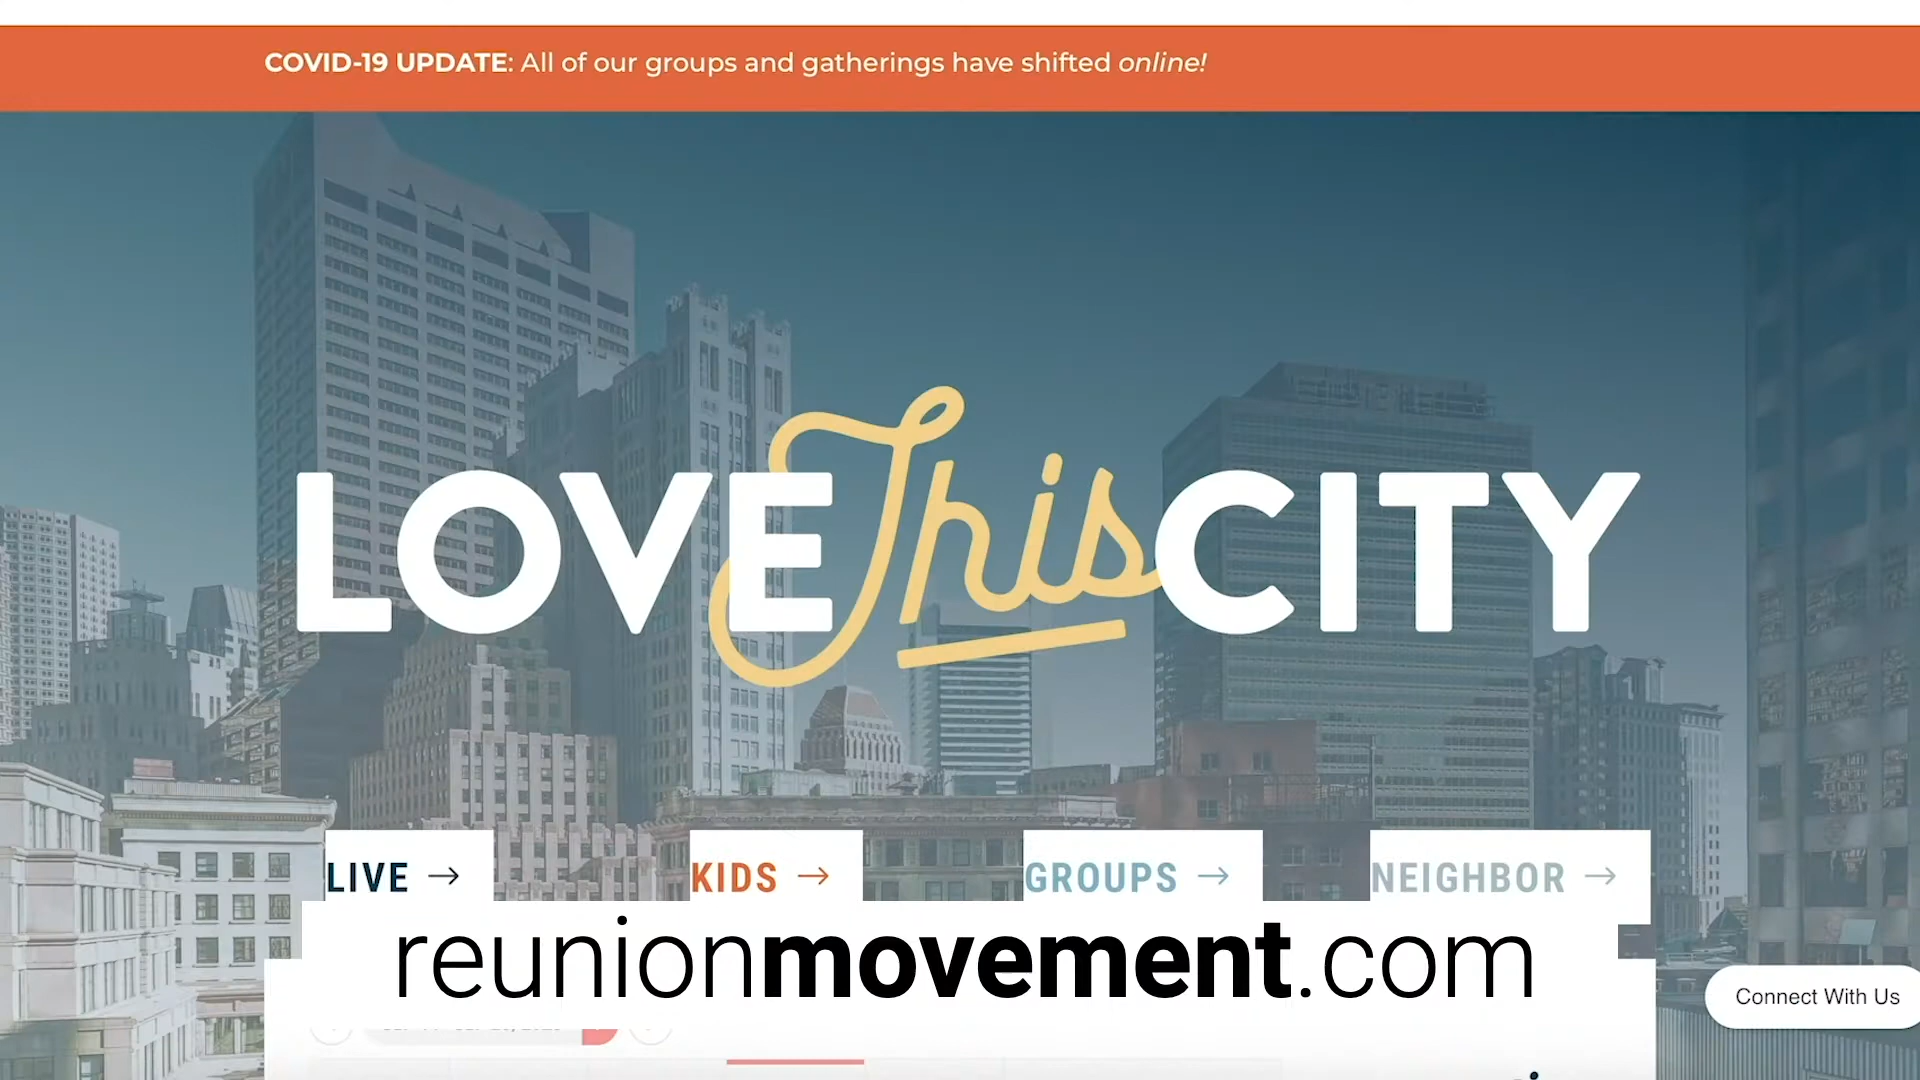 COVID-19 UPDATE: All of our groups and gatherings have shifted online!
LOVE This CITY
LIVE → KIDS → GROUPS → NEIGHBOR →
reunionmovement.com
Connect With Us